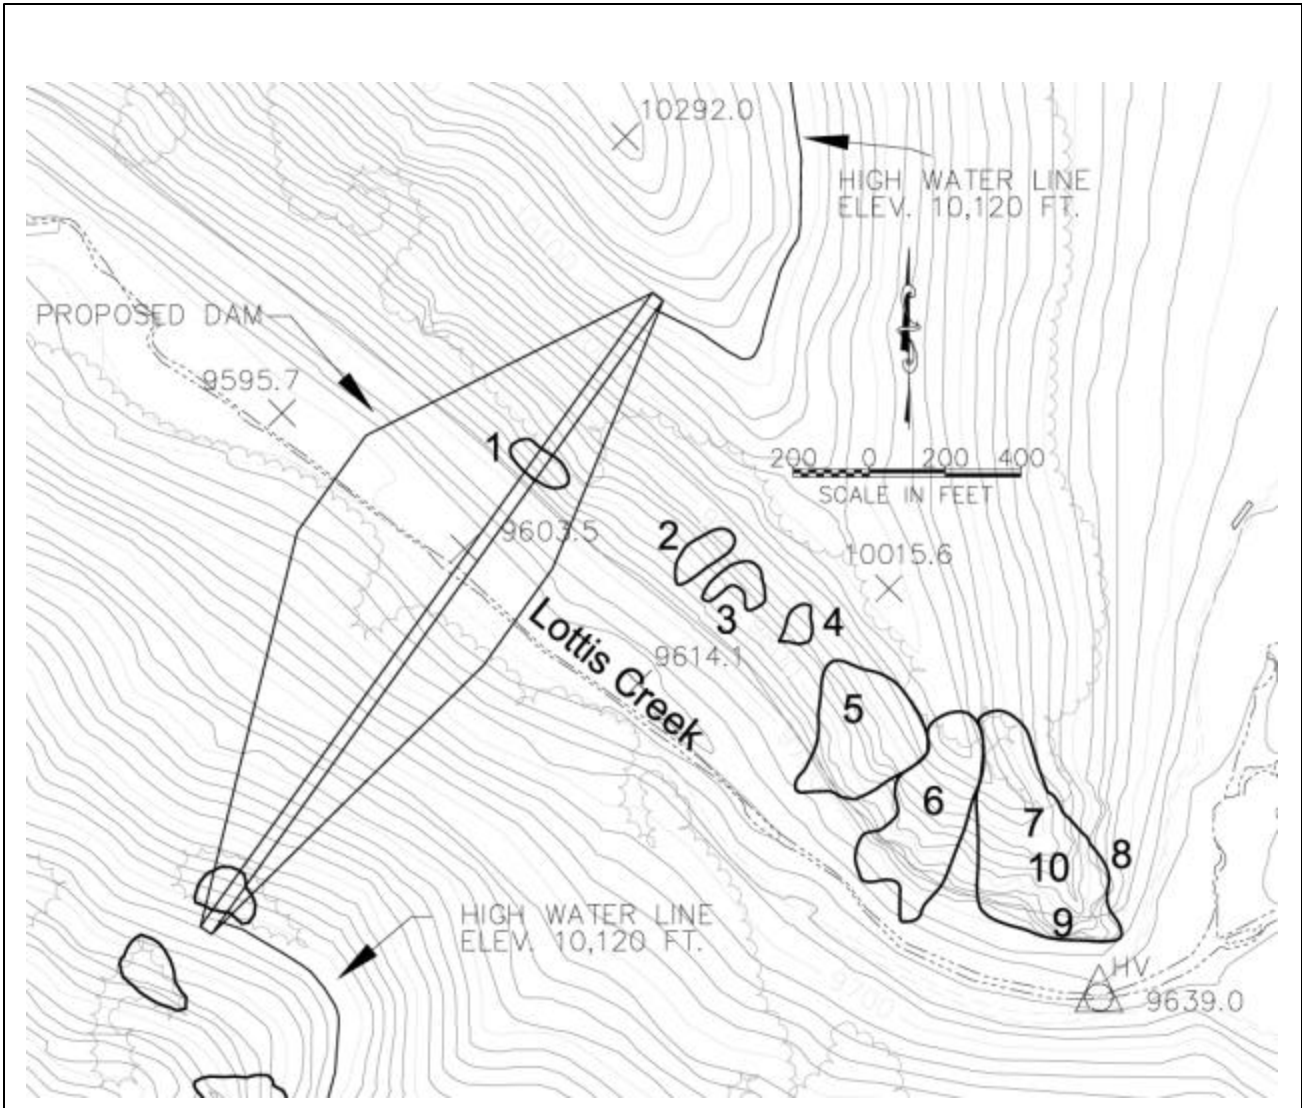 10292.0
HIGH WATER LINE
ELEV. 10,120 FT.
PROPOSED DAM
9595.7
200 0 200 400
SCALE IN FEET
1
9603.5
2
3
4
10015.6
Lottis Creek
9614.1
5
6
7
8
10
9
HIGH WATER LINE
ELEV. 10,120 FT.
HV
9639.0